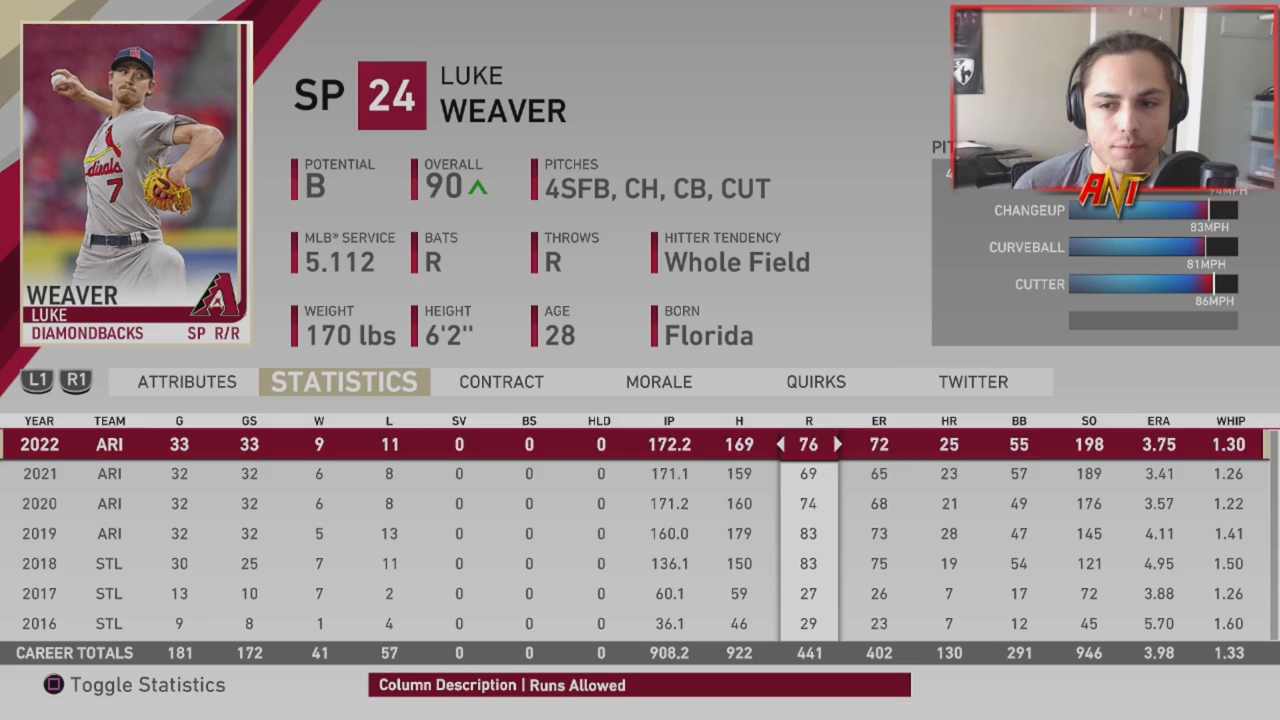 SP 24 LUKE
WEAVER
POTENTIAL OVERALL PITCHES
B 90 4SFB, CH, CB, CUT
MLB® SERVICE BATS THROWS HITTER TENDENCY
5.112 R R Whole Field
WEIGHT HEIGHT AGE BORN
170 lbs 6'2" 28 Florida
Cardinals
7
WEAVER
LUKE
DIAMONDBACKS SP R/R
ANT
PIT
94MPH
CHANGEUP
83MPH
CURVEBALL
81MPH
CUTTER
86MPH
L1 R1 ATTRIBUTES STATISTICS CONTRACT MORALE QUIRKS TWITTER
YEAR TEAM G GS W L SV BS HLD IP H R ER HR BB SO ERA WHIP
2022 ARI 33 33 9 11 0 0 0 172.2 169 76 72 25 55 198 3.75 1.30
2021 ARI 32 32 6 8 0 0 0 171.1 159 69 65 23 57 189 3.41 1.26
2020 ARI 32 32 6 8 0 0 0 171.2 160 74 68 21 49 176 3.57 1.22
2019 ARI 32 32 5 13 0 0 0 160.0 179 83 73 28 47 145 4.11 1.41
2018 STL 30 25 7 11 0 0 0 136.1 150 83 75 19 54 121 4.95 1.50
2017 STL 13 10 7 2 0 0 0 60.1 59 27 26 7 17 72 3.88 1.26
2016 STL 9 8 1 4 0 0 0 36.1 46 29 23 7 12 45 5.70 1.60
CAREER TOTALS 181 172 41 57 0 0 0 908.2 922 441 402 130 291 946 3.98 1.33
Toggle Statistics
Column Description | Runs Allowed